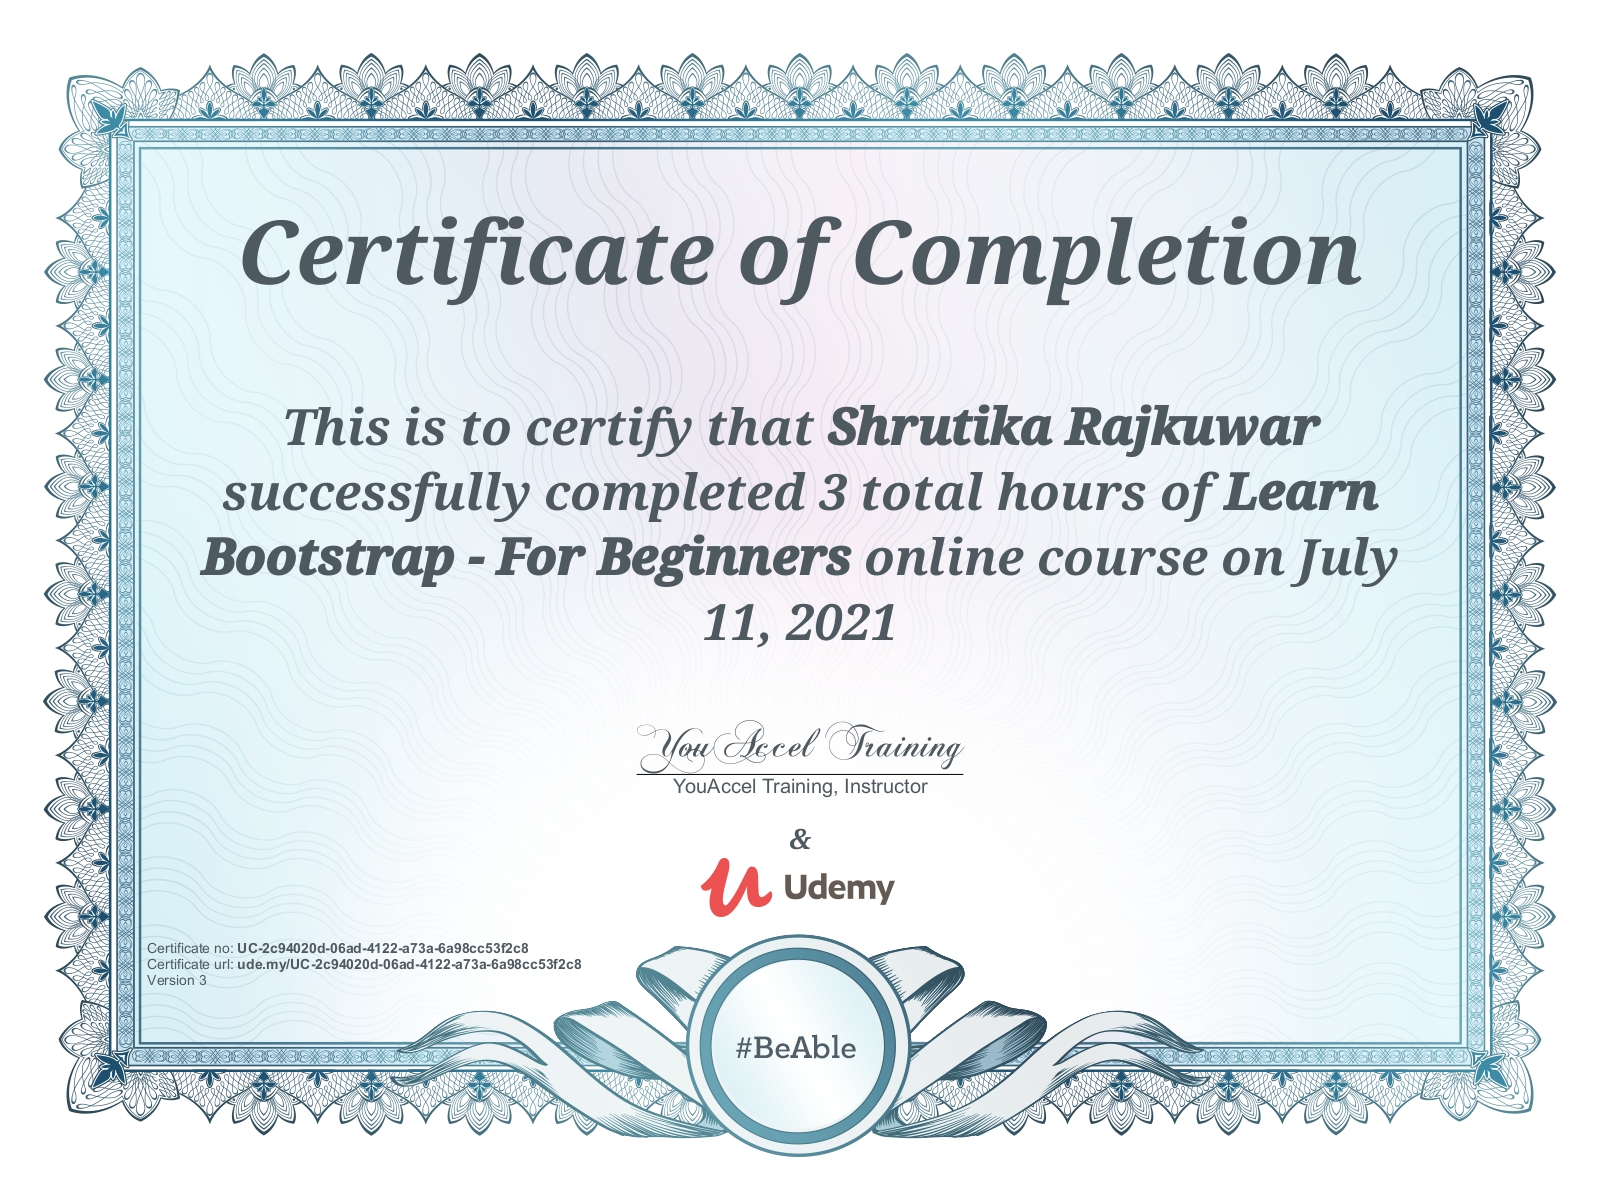 Certificate of Completion
This is to certify that Shrutika Rajkuwar
successfully completed 3 total hours of Learn
Bootstrap - For Beginners online course on July
11, 2021
YouAccel Training
YouAccel Training, Instructor
&
Udemy
Certificate no: UC-2c94020d-06ad-4122-a73a-6a98cc53f2c8
Certificate url: ude.my/UC-2c94020d-06ad-4122-a73a-6a98cc53f2c8
Version 3
#BeAble